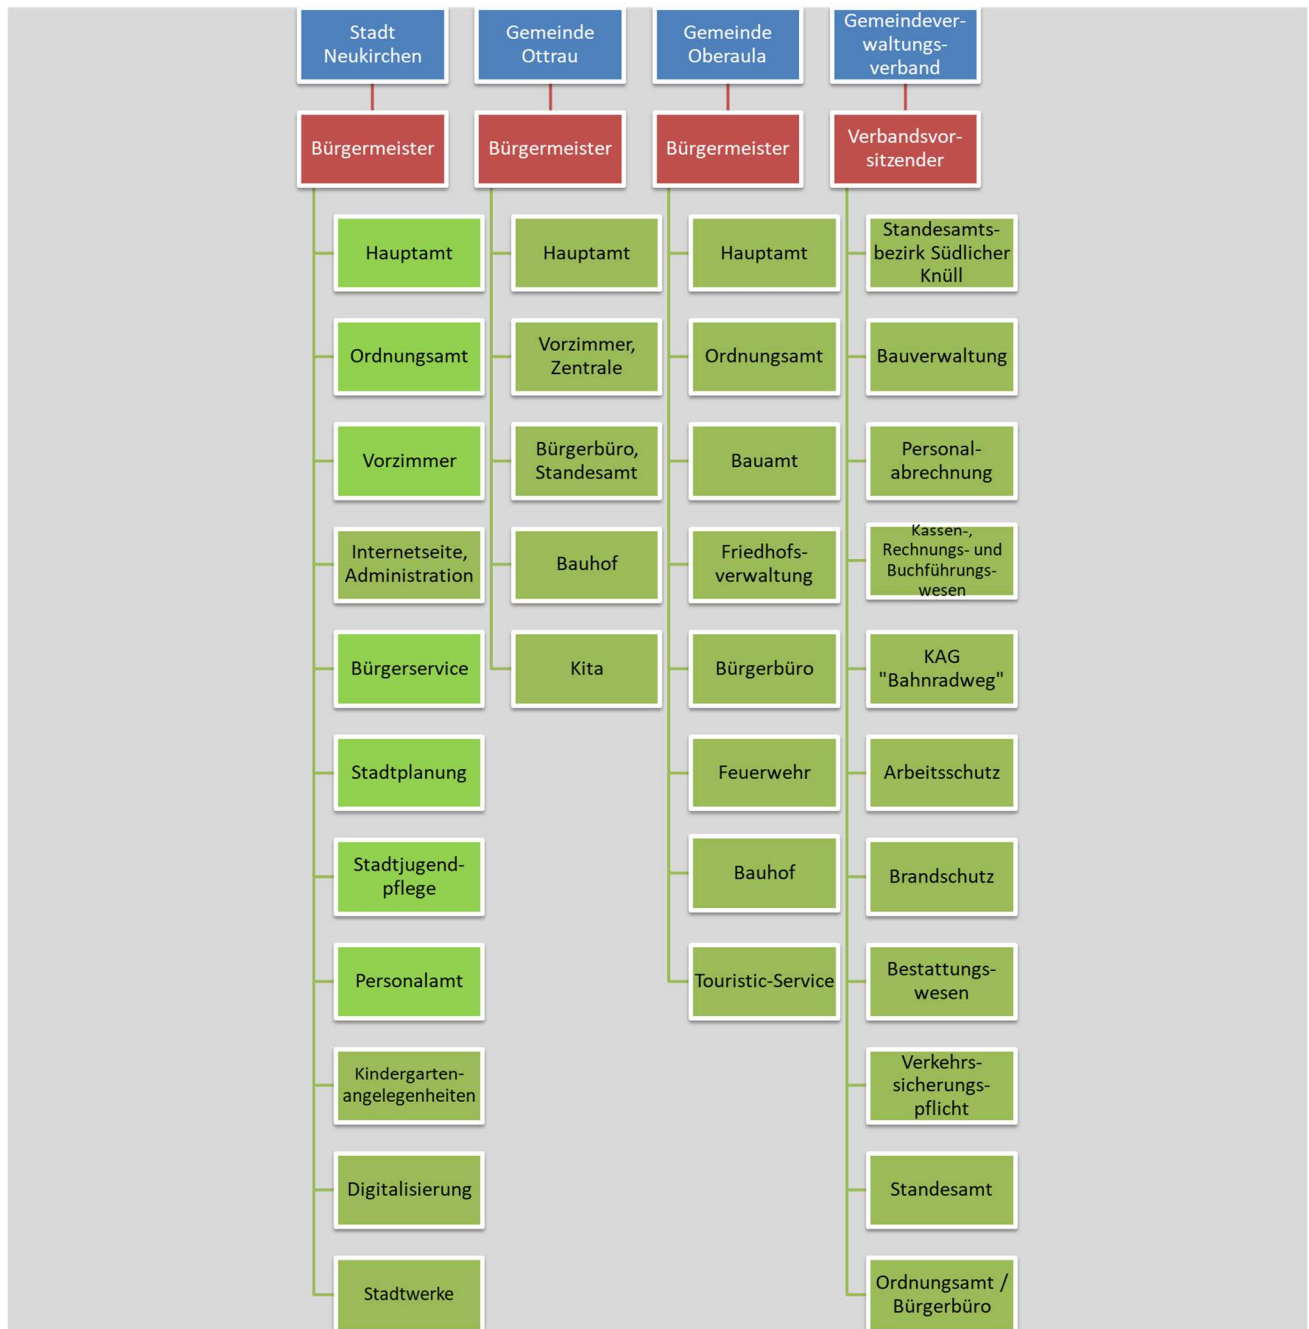 Stadt
Neukirchen
Bürgermeister
Hauptamt
Ordnungsamt
Vorzimmer
Internetseite,
Administration
Bürgerservice
Stadtplanung
Stadtjugend-
pflege
Personalamt
Kindergarten-
angelegenheiten
Digitalisierung
Stadtwerke
Gemeinde
Ottrau
Bürgermeister
Hauptamt
Vorzimmer,
Zentrale
Bürgerbüro,
Standesamt
Bauhof
Kita
Gemeinde
Oberaula
Bürgermeister
Hauptamt
Ordnungsamt
Bauamt
Friedhofs-
verwaltung
Bürgerbüro
Feuerwehr
Bauhof
Touristic-Service
Gemeindever-
waltungs-
verband
Verbandsvor-
sitzender
Standesamts-
bezirk Südlicher
Knüll
Bauverwaltung
Personal-
abrechnung
Kassen-,
Rechnungs- und
Buchführungs-
wesen
KAG
"Bahnradweg"
Arbeitsschutz
Brandschutz
Bestattungs-
wesen
Verkehrs-
sicherungs-
pflicht
Standesamt
Ordnungsamt /
Bürgerbüro